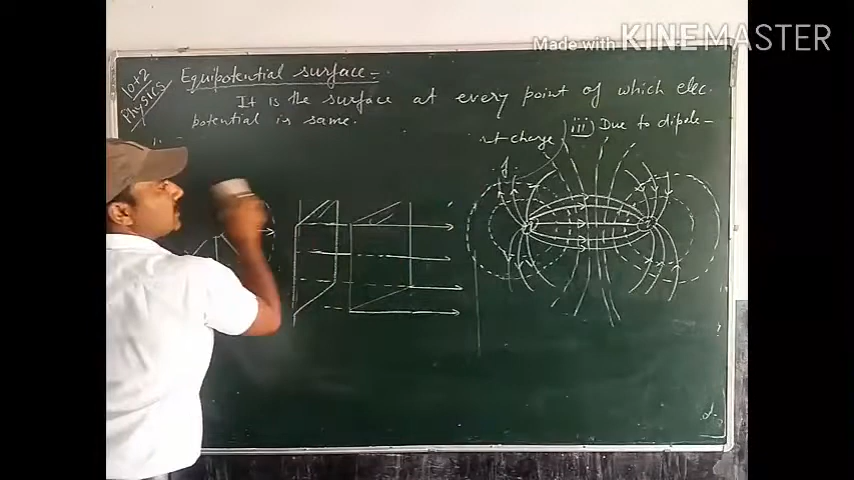 Made with KINEMASTER
10+2
Physics
Equipotential surface :-
It is the surface at every point of which elec.
potential is same.
iii) Due to dipole -
nt charge